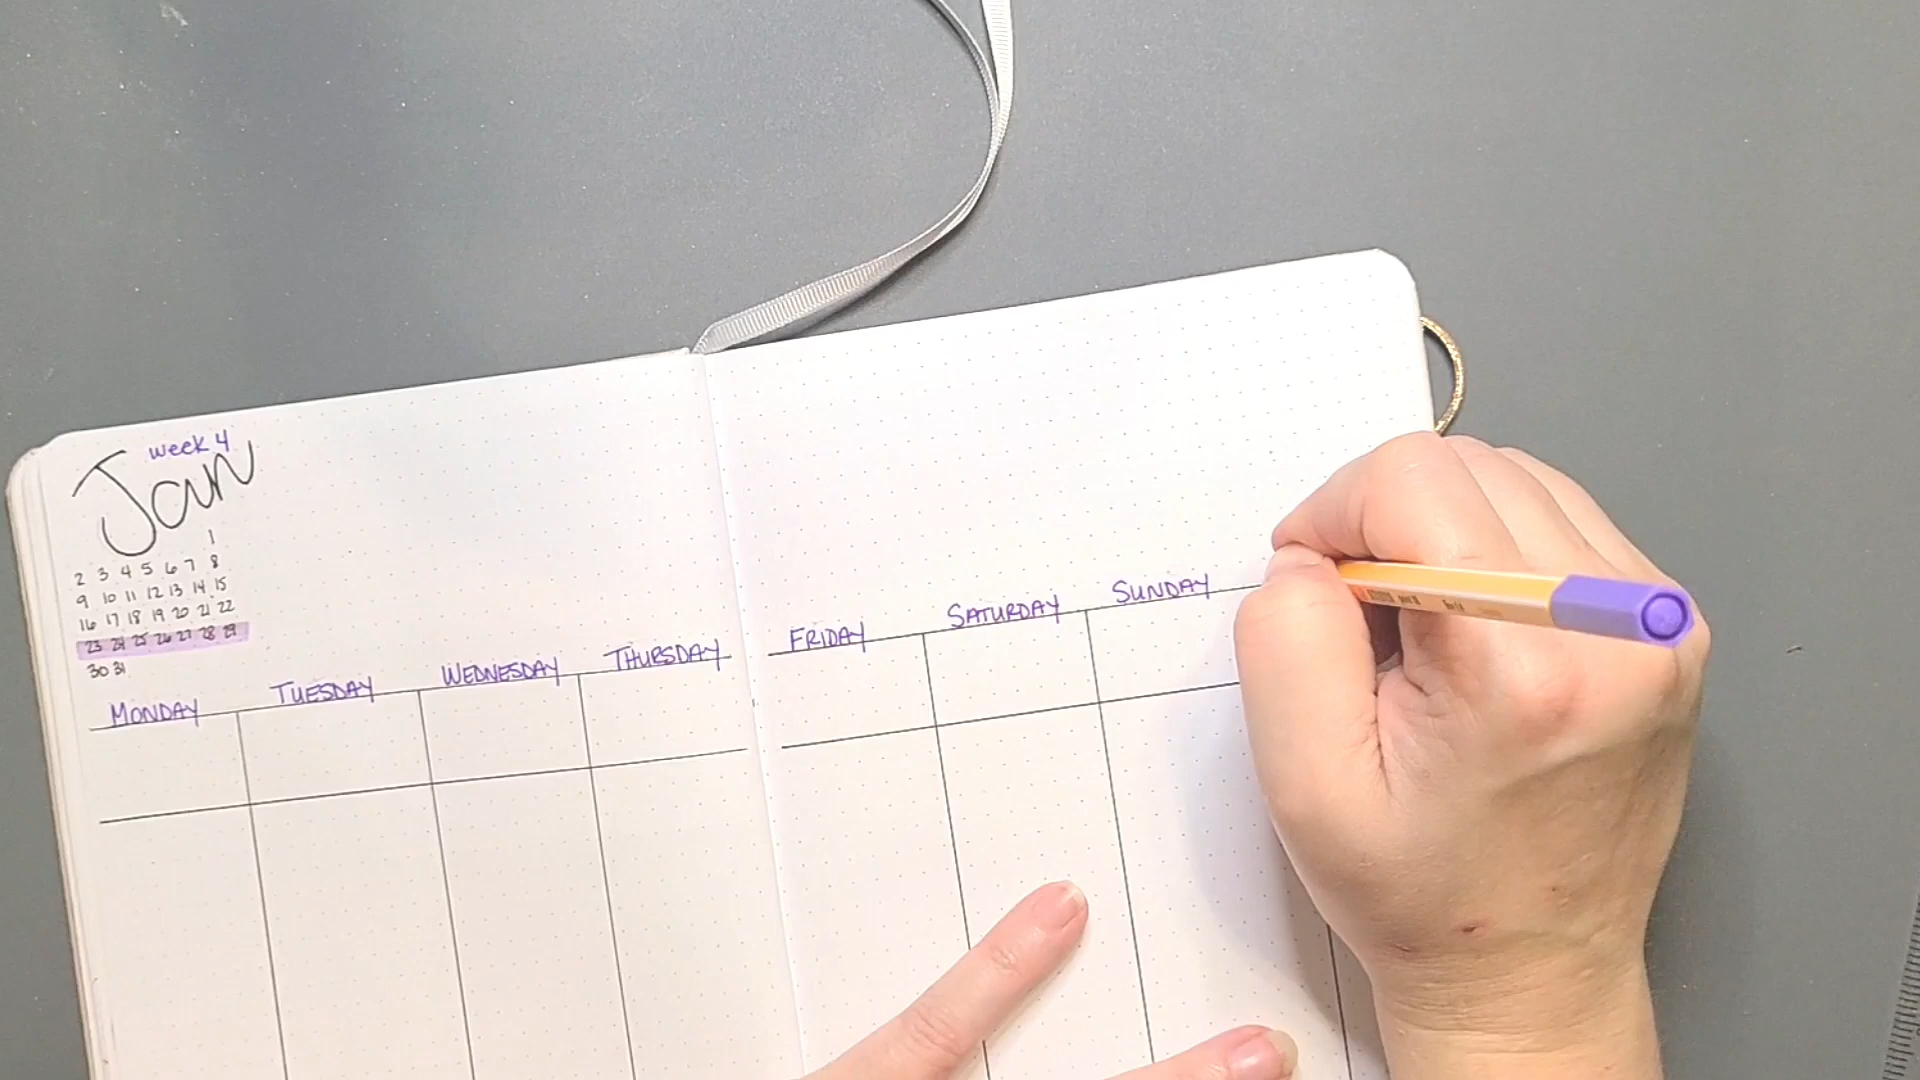 week 4
Jan
1
2 3 4 5 6 7 8
9 10 11 12 13 14 15
16 17 18 19 20 21 22
23 24 25 26 27 28 29
30 31
MONDAY TUESDAY WEDNESDAY THURSDAY FRIDAY SATURDAY SUNDAY